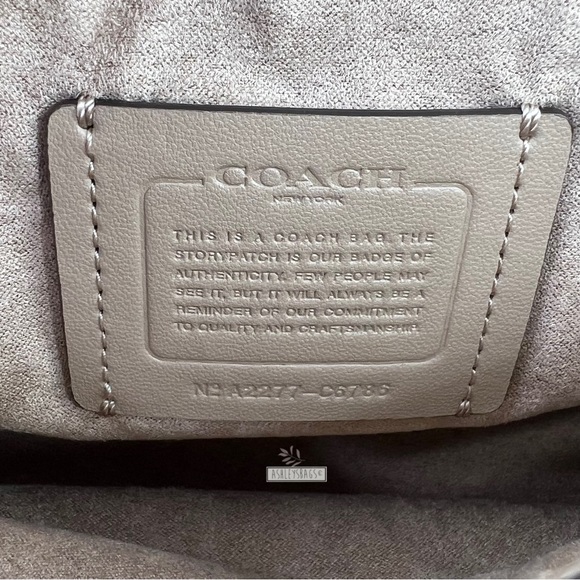 COACH
NEW YORK
THIS IS A COACH BAG. THE
STORYPATCH IS OUR BADGE OF
AUTHENTICITY. FEW PEOPLE MAY
SEE IT, BUT IT WILL ALWAYS BE A
REMINDER OF OUR COMMITMENT
TO QUALITY AND CRAFTSMANSHIP.
No A2277-C6786
ASHLEYSBAGS